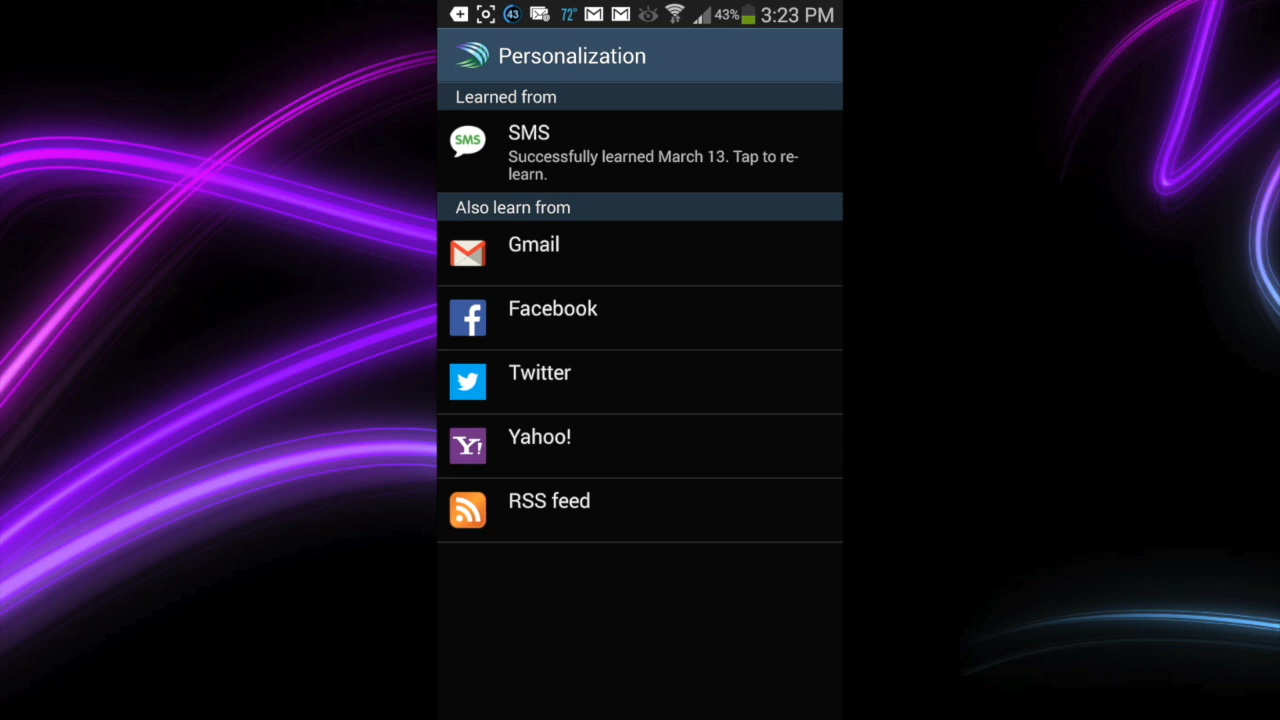 43 72° 43% 3:23 PM
Personalization
Learned from
SMS
SMS
Successfully learned March 13. Tap to re-
learn.
Also learn from
Gmail
Facebook
Twitter
Y!
Yahoo!
RSS feed